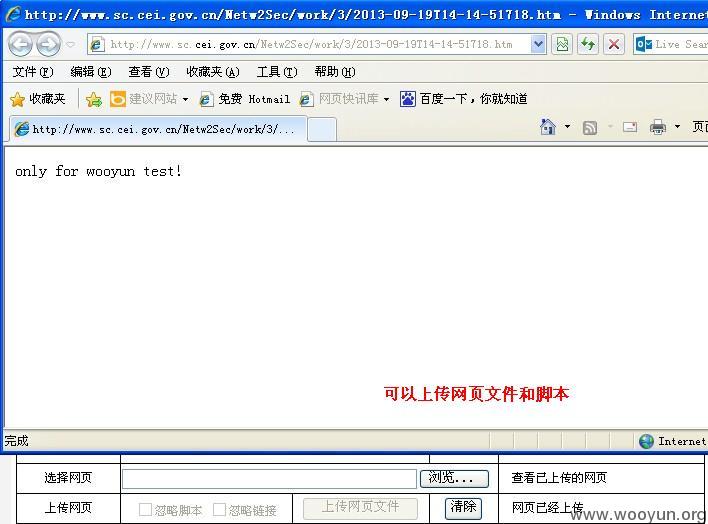 http://www.sc.cei.gov.cn/Netw2Sec/work/3/2013-09-19T14-14-51718.htm - Windows Internet
http://www.sc.cei.gov.cn/Netw2Sec/work/3/2013-09-19T14-14-51718.htm Live Sear
文件(F) 编辑(E) 查看(V) 收藏夹(A) 工具(T) 帮助(H)
收藏夹 建议网站 免费 Hotmail 网页快讯库 百度一下，你就知道
http://www.sc.cei.gov.cn/Netw2Sec/work/3/... 页面
only for wooyun test!
可以上传网页文件和脚本
完成 Internet
选择网页 浏览... 查看已上传的网页
上传网页 忽略脚本 忽略链接 上传网页文件 清除 网页已经上传
www.wooyun.org